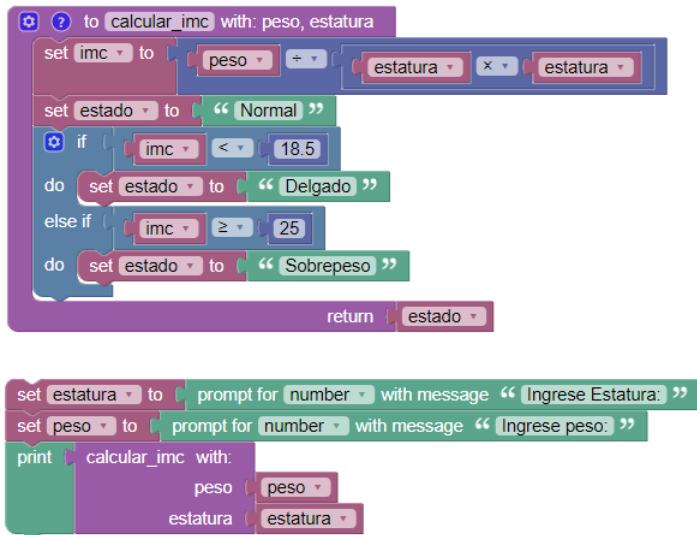 ? to calcular_imc with: peso, estatura
set imc to peso ÷ estatura × estatura
set estado to “ Normal ”
if imc < 18.5
do set estado to “ Delgado ”
else if imc ≥ 25
do set estado to “ Sobrepeso ”
return estado
set estatura to prompt for number with message “ Ingrese Estatura: ”
set peso to prompt for number with message “ Ingrese peso: ”
print calcular_imc with:
peso peso
estatura estatura